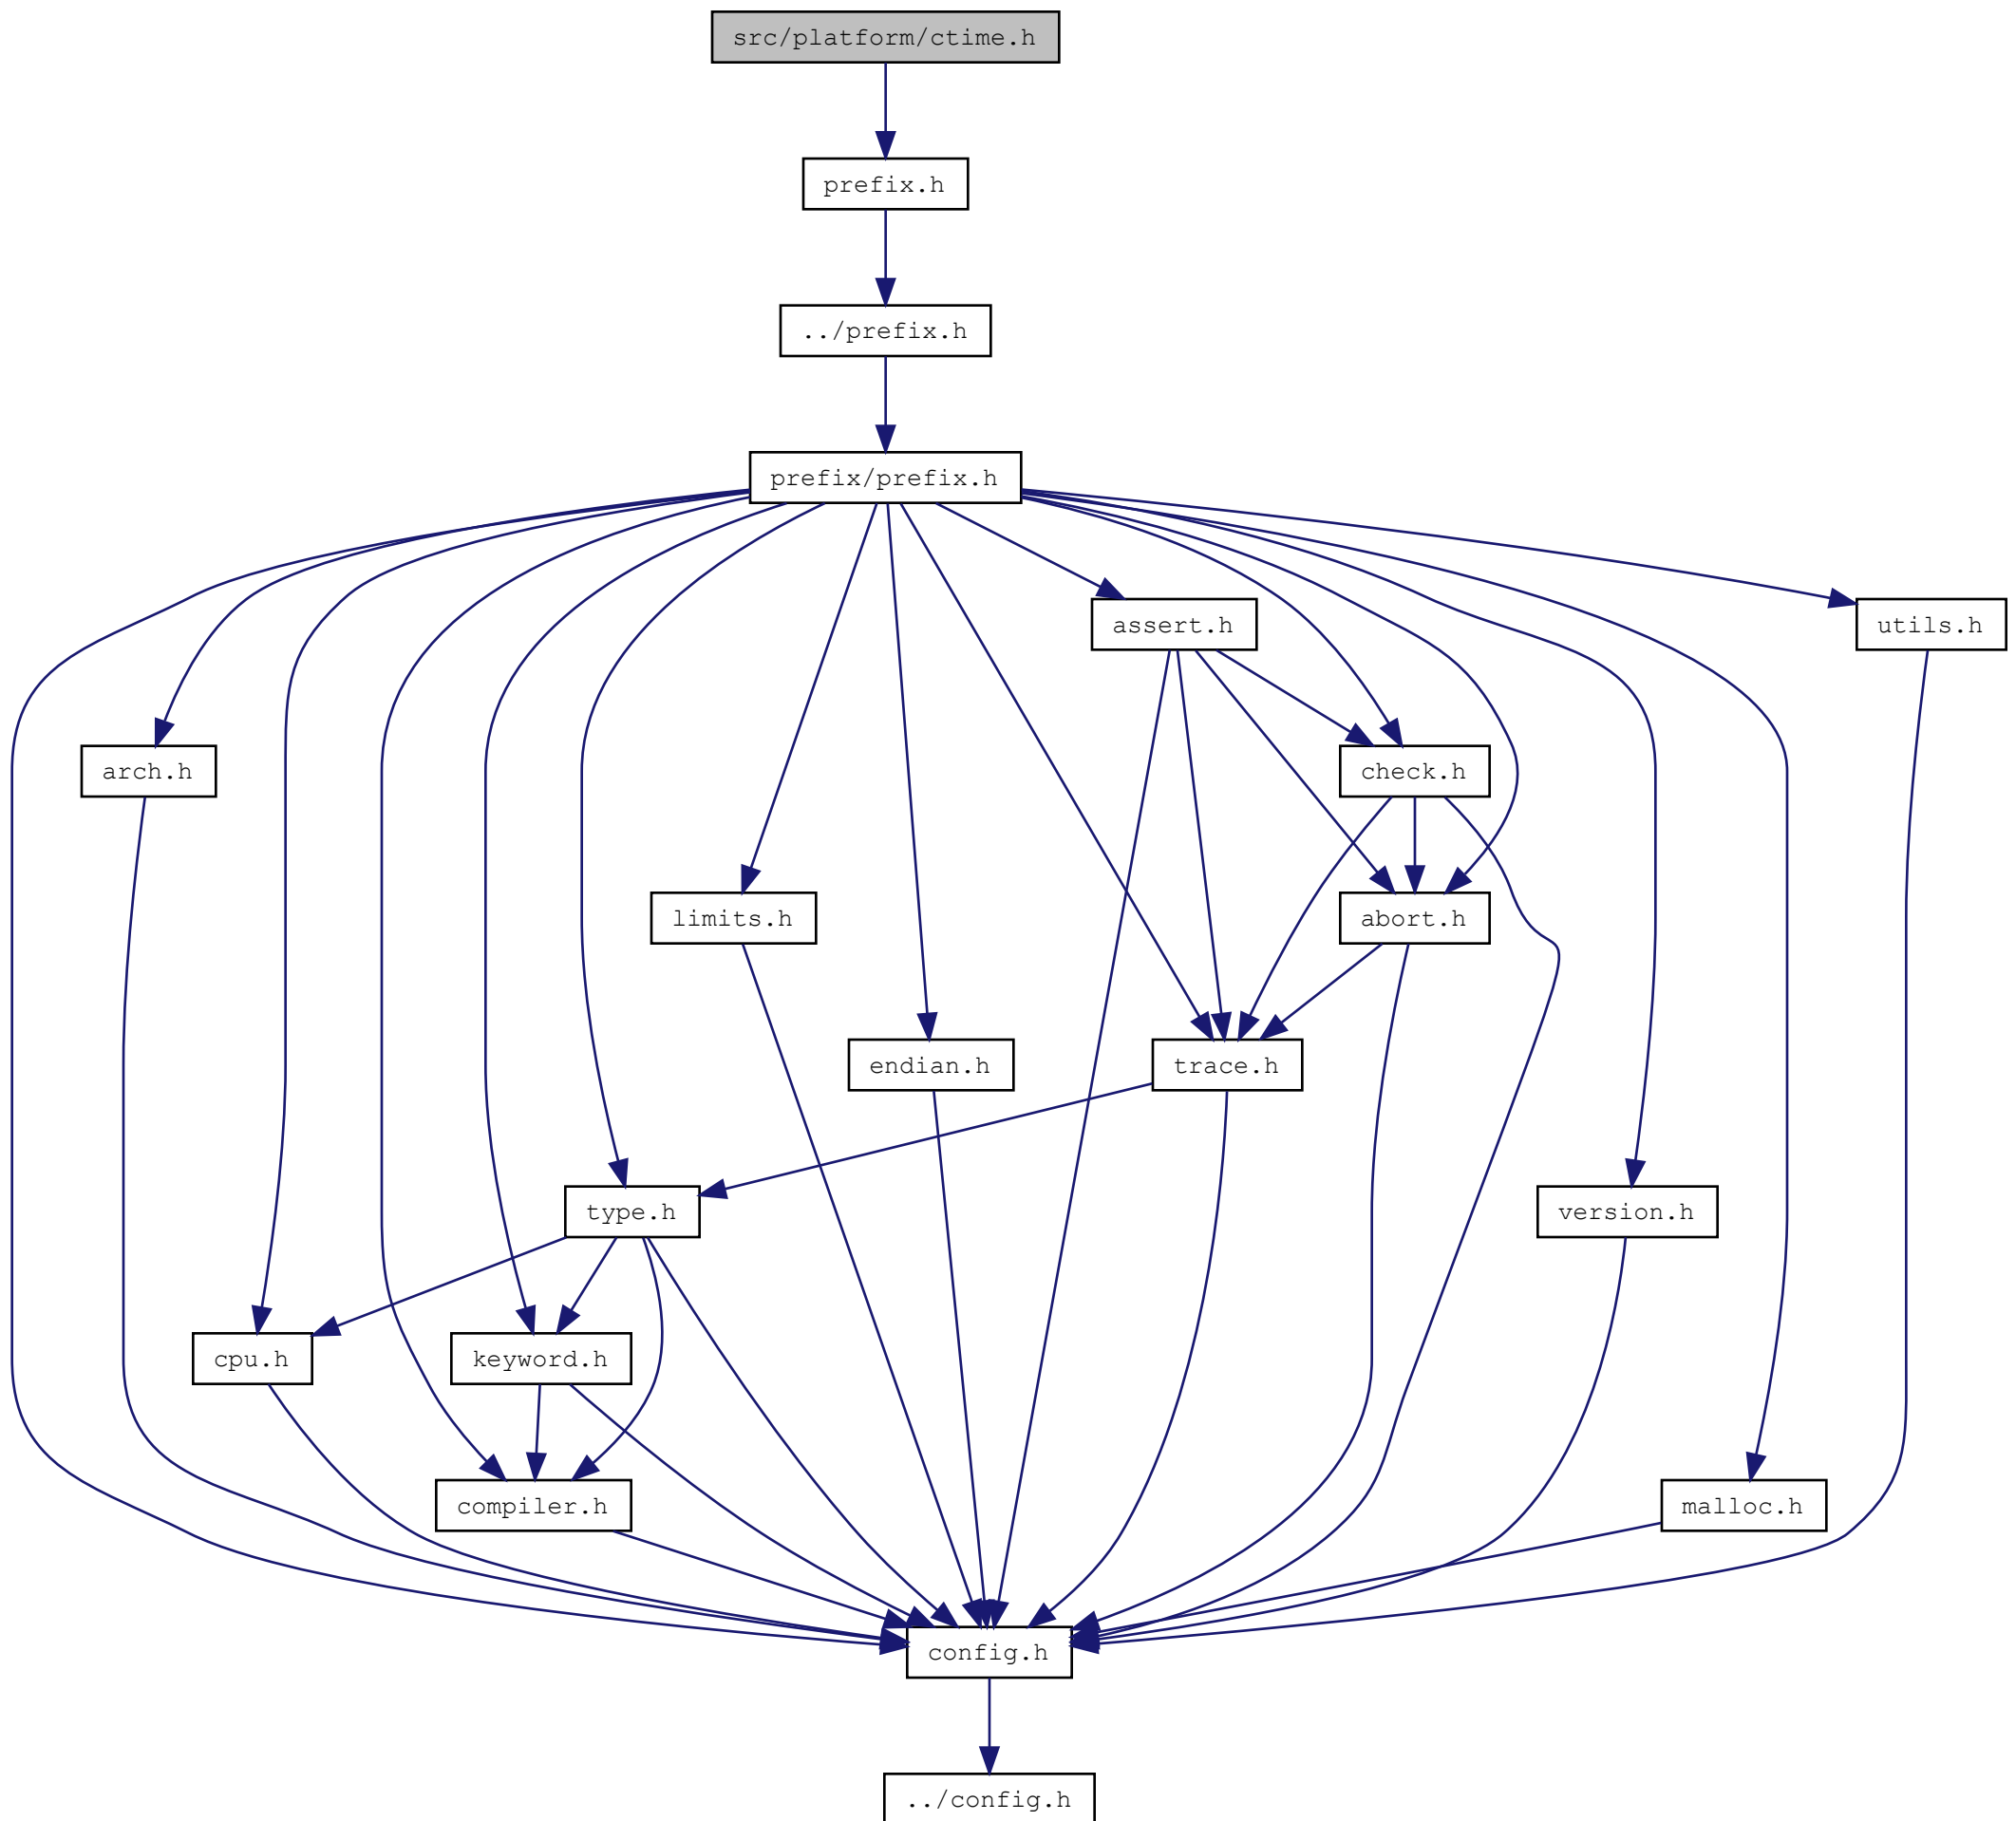 src/platform/ctime.h
prefix.h
../prefix.h
prefix/prefix.h
assert.h
utils.h
arch.h
check.h
limits.h
abort.h
endian.h
trace.h
type.h
version.h
cpu.h
keyword.h
compiler.h
malloc.h
config.h
../config.h